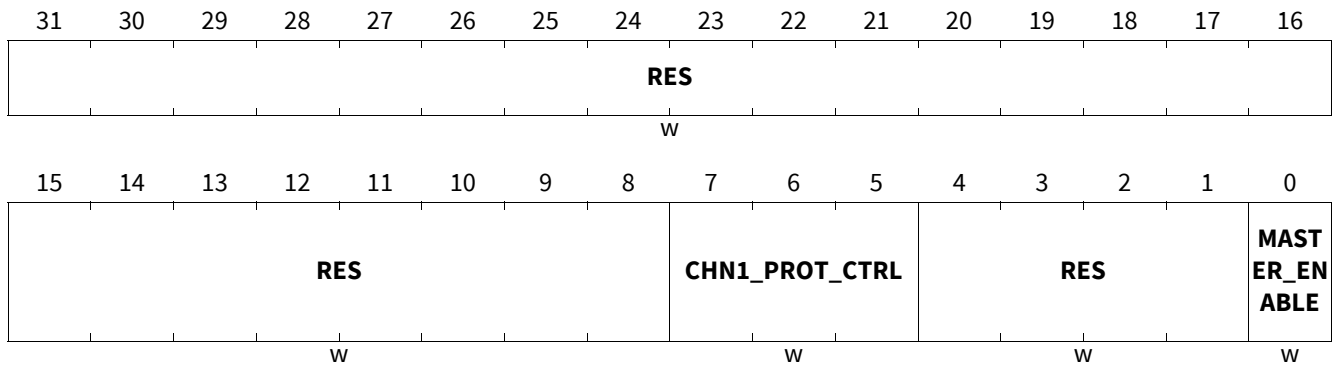 31 30 29 28 27 26 25 24 23 22 21 20 19 18 17 16
RES
w
15 14 13 12 11 10 9 8 7 6 5 4 3 2 1 0
RES CHN1_PROT_CTRL RES MAST
ER_EN
ABLE
w w w w